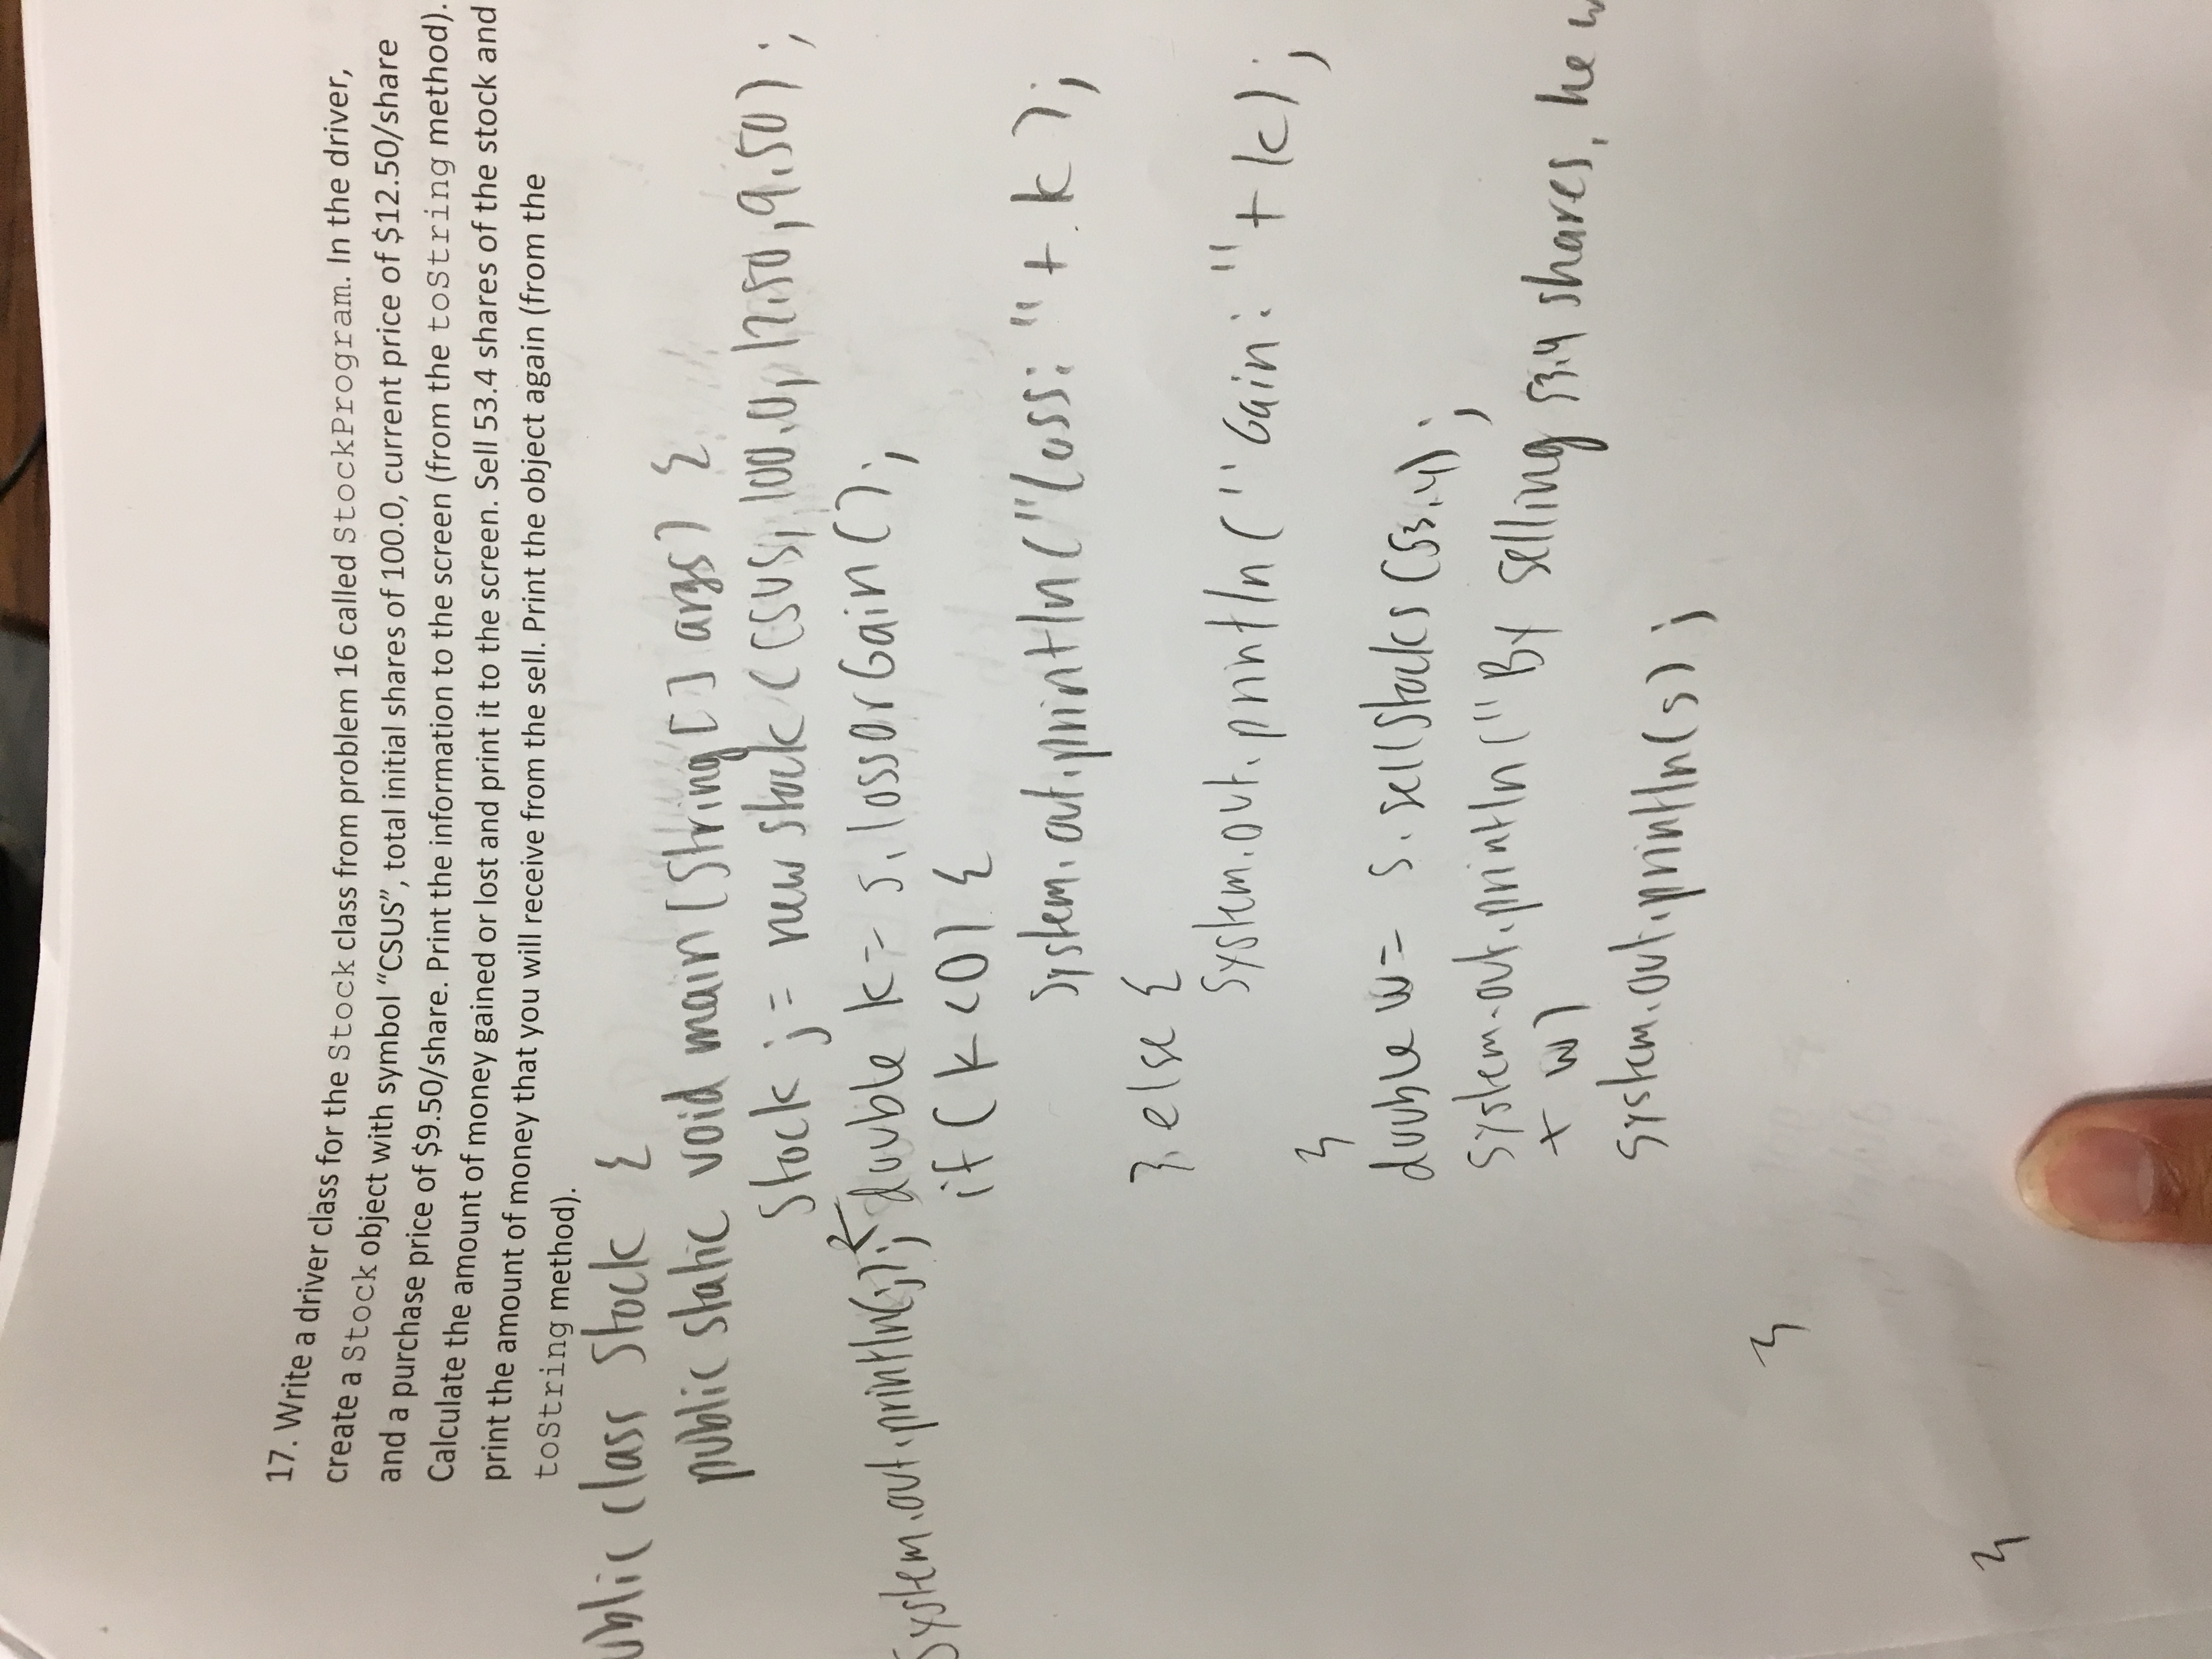 17. Write a driver class for the Stock class from problem 16 called StockProgram. In the driver,
create a Stock object with symbol “CSUS”, total initial shares of 100.0, current price of $12.50/share
and a purchase price of $9.50/share. Print the information to the screen (from the toString method).
Calculate the amount of money gained or lost and print it to the screen. Sell 53.4 shares of the stock and
print the amount of money that you will receive from the sell. Print the object again (from the
toString method).
ublic class Stock {
public static void main (String [] args) {
Stock j = new stock (CSUS, 100.0, 12.50, 9.50);
System.out.println(j); double k = s.lossOrGain();
if (k < 0) {
System.out.println("loss: " + k);
} else {
System.out.println("Gain: " + k);
}
double w = s.sellStocks (53.4);
System.out.println("By selling 53.4 shares, he w
+ w)
System.out.println(s);
}
}